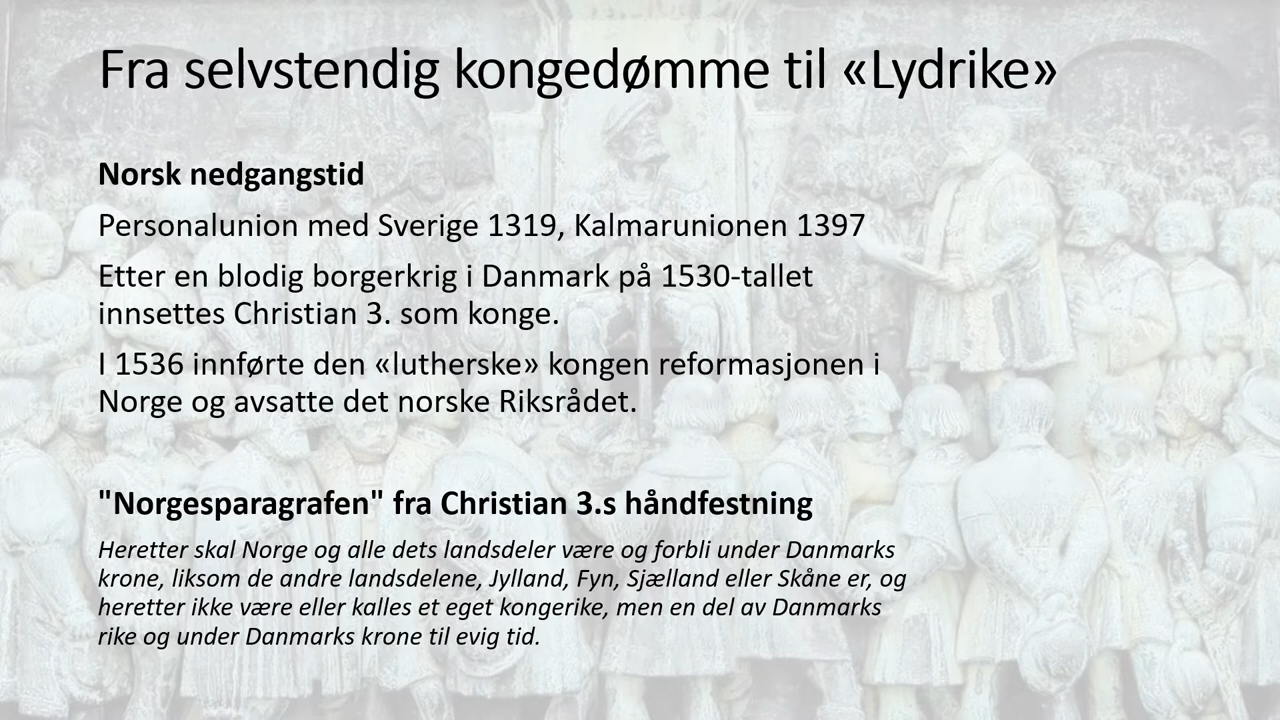 Fra selvstendig kongedømme til «Lydrike»
Norsk nedgangstid
Personalunion med Sverige 1319, Kalmarunionen 1397
Etter en blodig borgerkrig i Danmark på 1530-tallet
innsettes Christian 3. som konge.
I 1536 innførte den «lutherske» kongen reformasjonen i
Norge og avsatte det norske Riksrådet.
"Norgesparagrafen" fra Christian 3.s håndfestning
Heretter skal Norge og alle dets landsdeler være og forbli under Danmarks
krone, liksom de andre landsdelene, Jylland, Fyn, Sjælland eller Skåne er, og
heretter ikke være eller kalles et eget kongerike, men en del av Danmarks
rike og under Danmarks krone til evig tid.